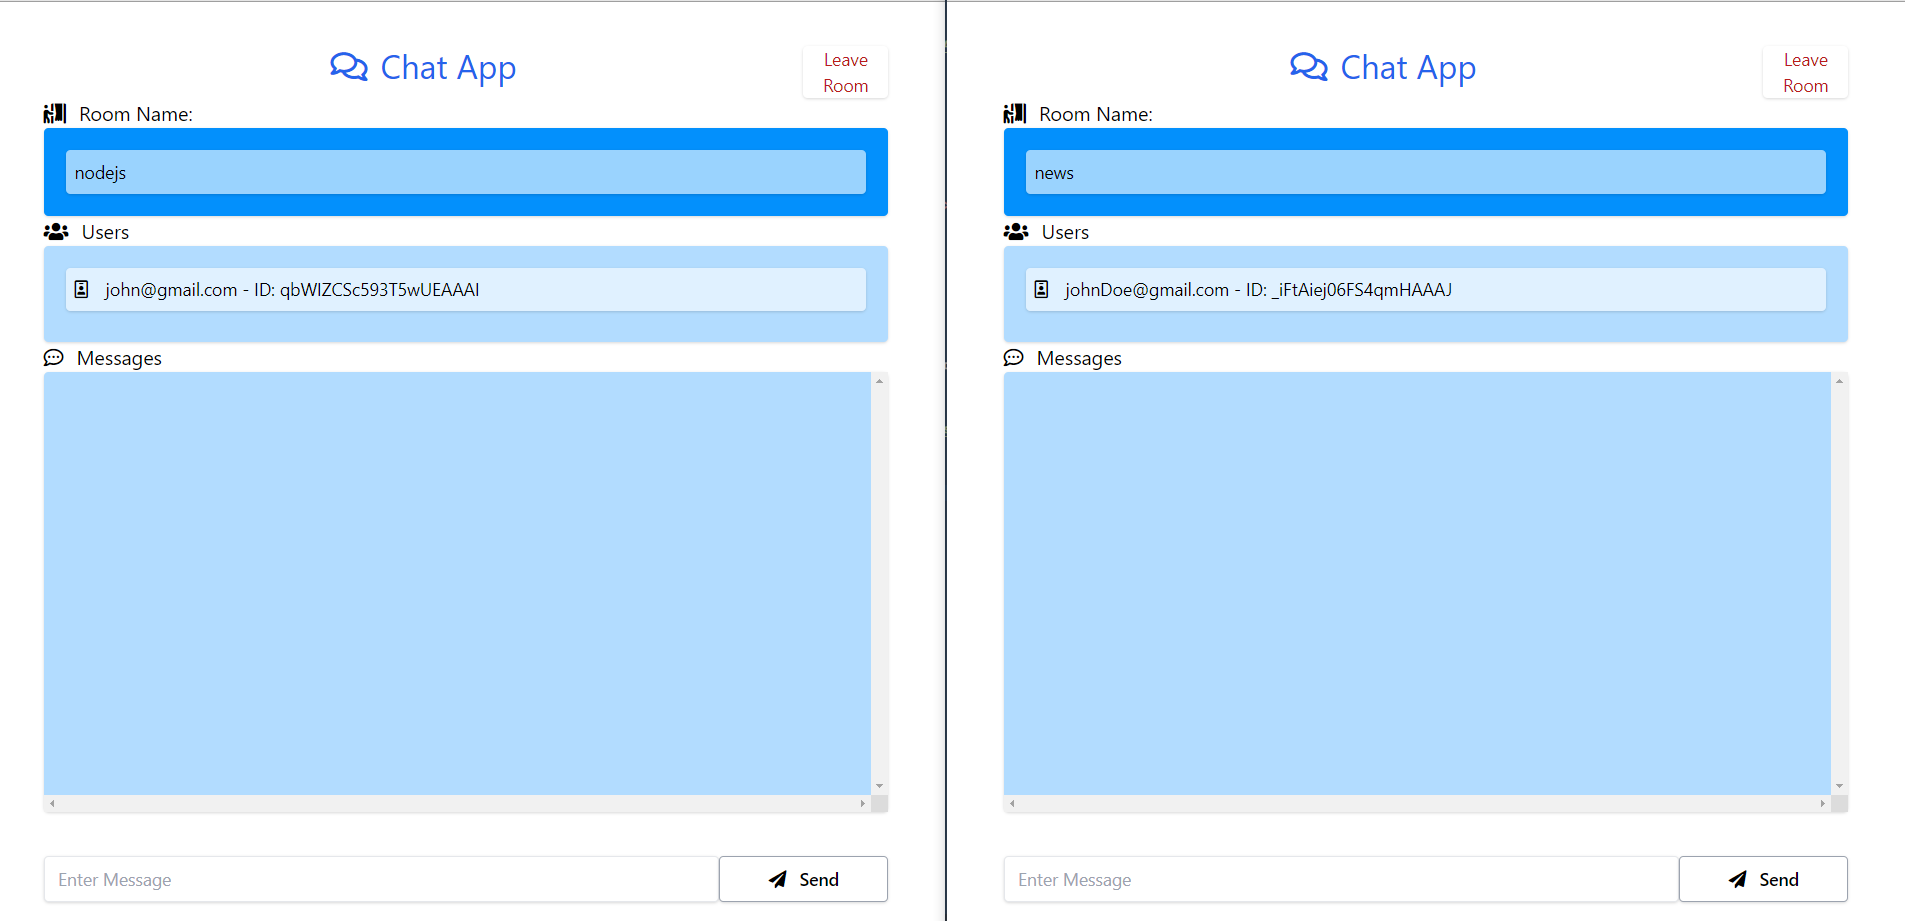 Chat App
Leave
Room
Room Name:
nodejs
Users
john@gmail.com - ID: qbWIZCSc593T5wUEAAAI
Messages
Enter Message
Send
Chat App
Leave
Room
Room Name:
news
Users
johnDoe@gmail.com - ID: _iFtAiej06FS4qmHAAAJ
Messages
Enter Message
Send